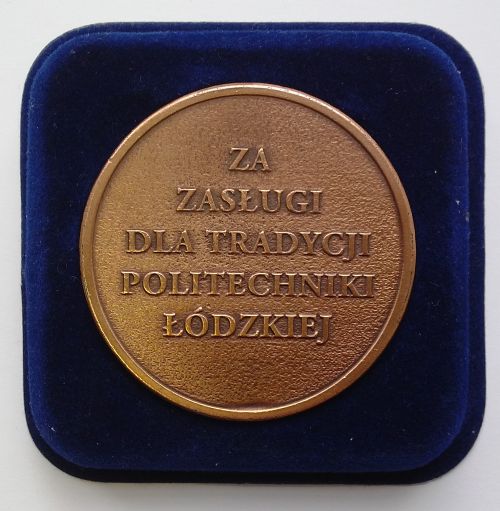 ZA
ZASŁUGI
DLA TRADYCJI
POLITECHNIKI
ŁÓDZKIEJ